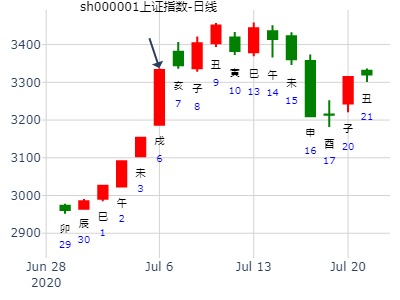 sh000001上证指数-日线
3400
3300
3200
3100
3000
2900
卯
29
辰
30
巳
1
午
2
未
3
戌
6
亥
7
子
8
丑
9
寅
10
巳
13
午
14
未
15
申
16
酉
17
子
20
丑
21
Jun 28
2020
Jul 6
Jul 13
Jul 20